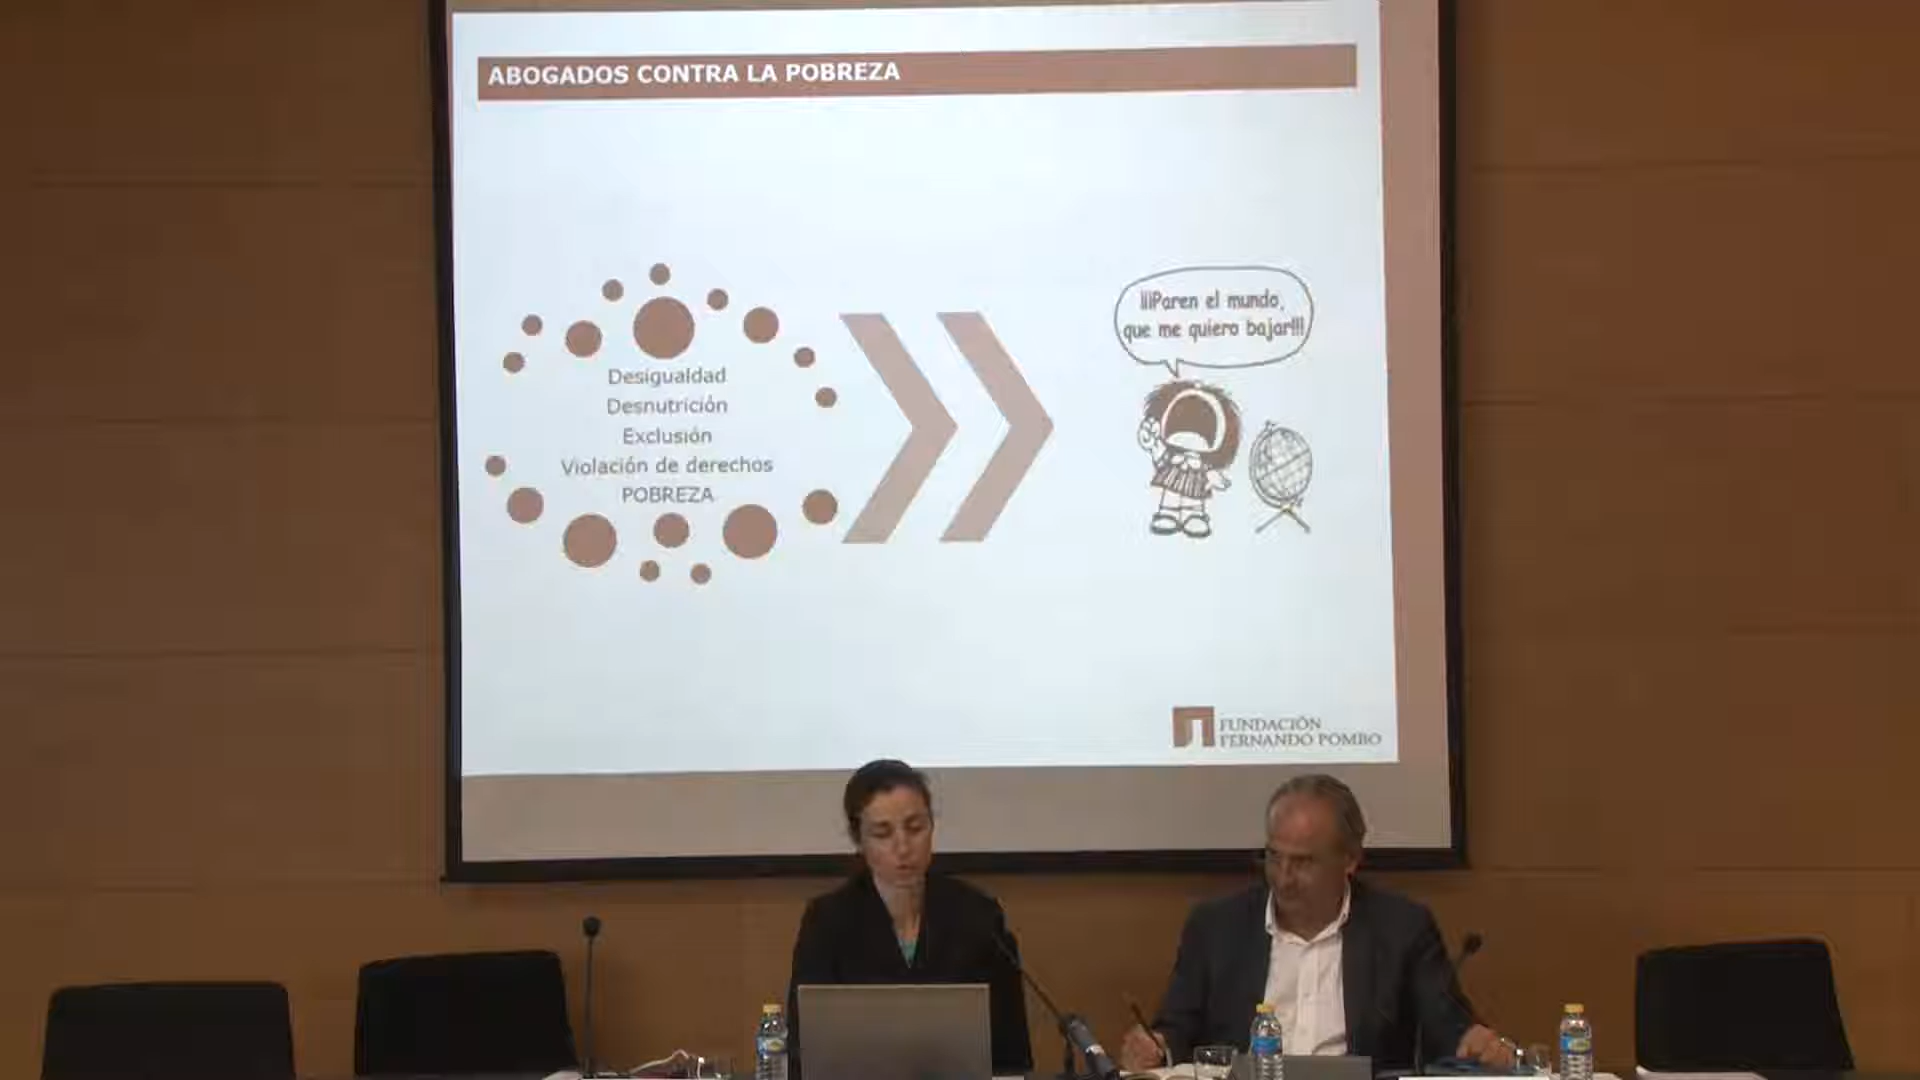 ABOGADOS CONTRA LA POBREZA
Desigualdad
Desnutrición
Exclusión
Violación de derechos
POBREZA
¡¡¡Paren el mundo,
que me quiero bajar!!!
FUNDACIÓN
FERNANDO POMBO